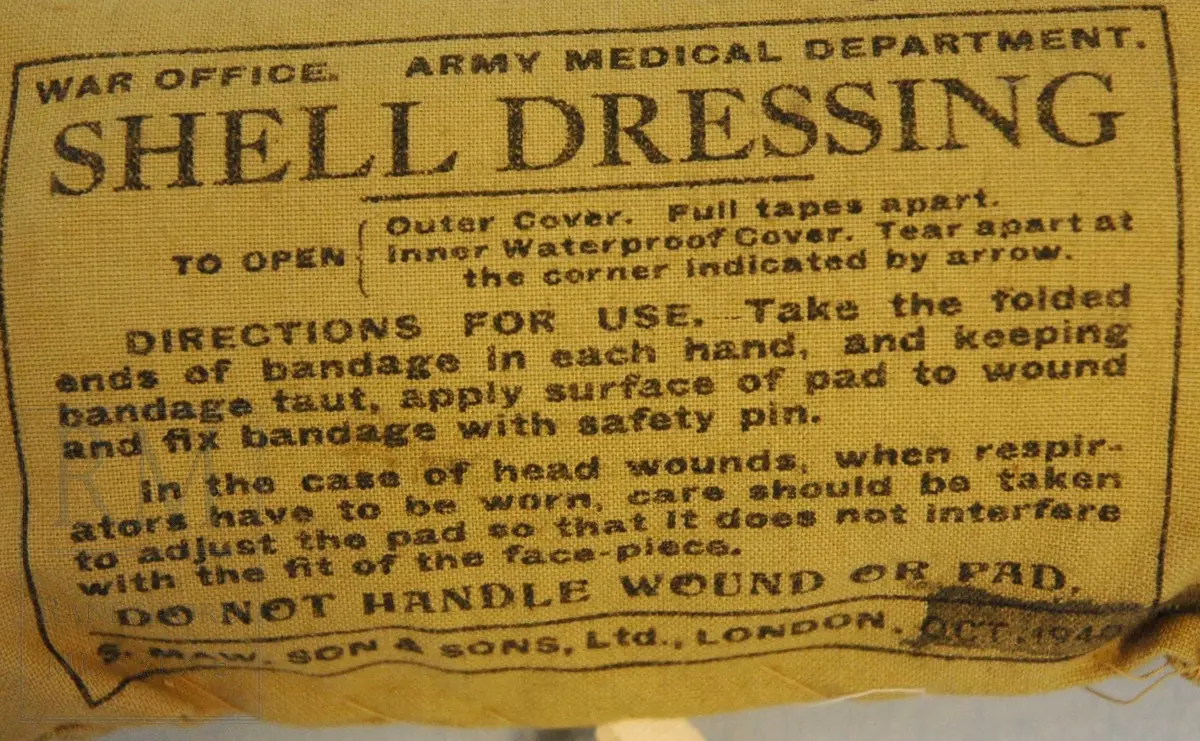 WAR OFFICE. ARMY MEDICAL DEPARTMENT.
SHELL DRESSING
TO OPEN { Outer Cover. Pull tapes apart.
Inner Waterproof Cover. Tear apart at
the corner indicated by arrow.
DIRECTIONS FOR USE. Take the folded
ends of bandage in each hand, and keeping
bandage taut, apply surface of pad to wound
and fix bandage with safety pin.
In the case of head wounds, when respir-
ators have to be worn, care should be taken
to adjust the pad so that it does not interfere
with the fit of the face-piece.
DO NOT HANDLE WOUND OR PAD.
S. MAW, SON & SONS, Ltd., LONDON. OCT. 
RM